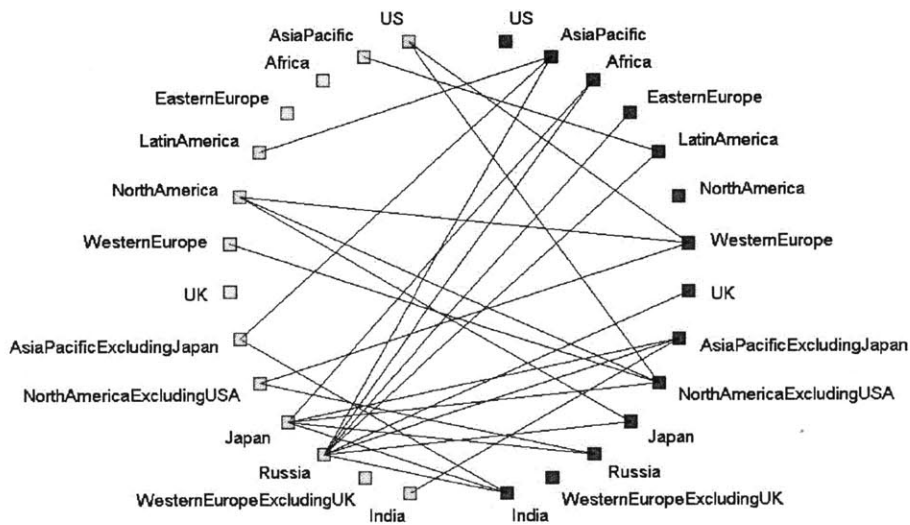 US
US
AsiaPacific
AsiaPacific
Africa
Africa
EasternEurope
EasternEurope
LatinAmerica
LatinAmerica
NorthAmerica
NorthAmerica
WesternEurope
WesternEurope
UK
UK
AsiaPacificExcludingJapan
AsiaPacificExcludingJapan
NorthAmericaExcludingUSA
NorthAmericaExcludingUSA
Japan
Japan
Russia
Russia
WesternEuropeExcludingUK
WesternEuropeExcludingUK
India
India